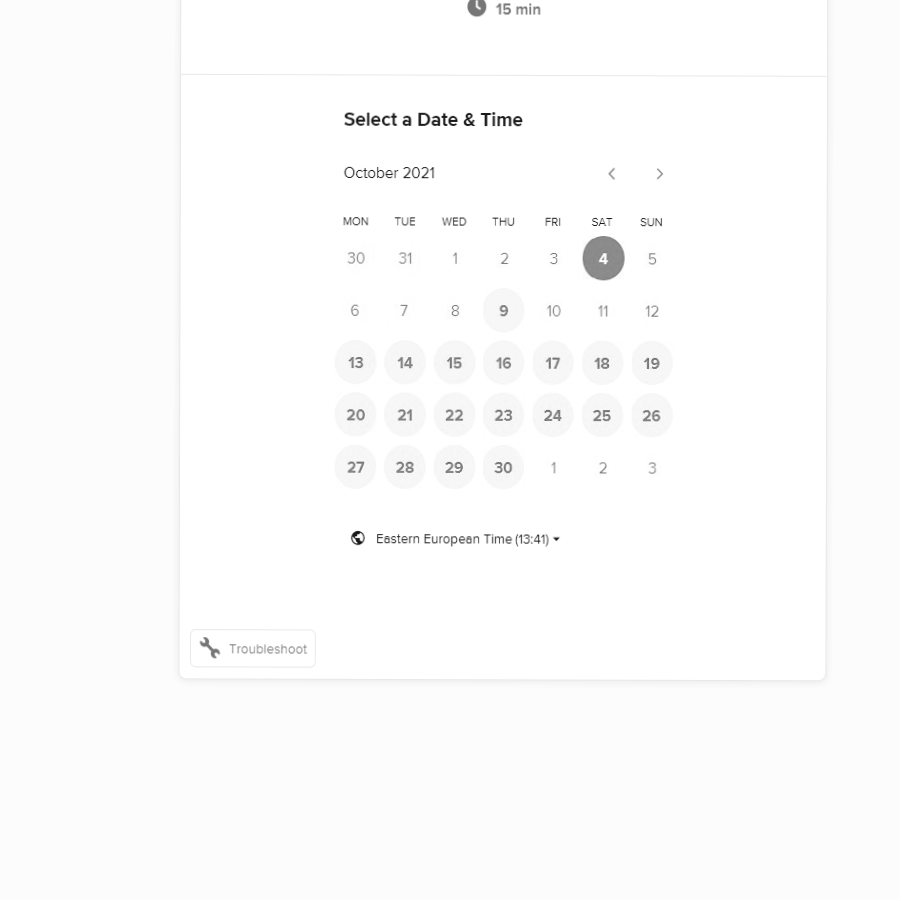 15 min
Select a Date & Time
October 2021
MON TUE WED THU FRI SAT SUN
30 31 1 2 3 4 5
6 7 8 9 10 11 12
13 14 15 16 17 18 19
20 21 22 23 24 25 26
27 28 29 30 1 2 3
Eastern European Time (13:41)
Troubleshoot